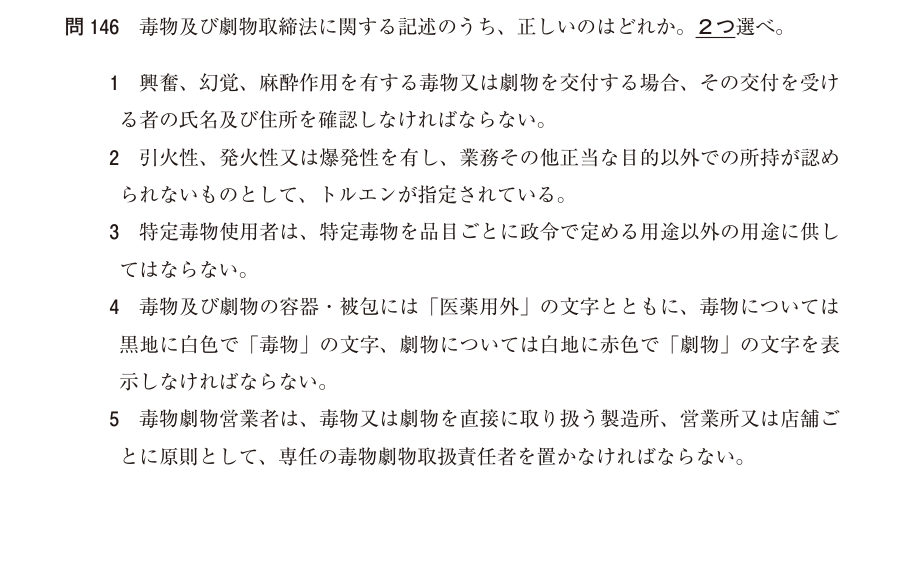 問 146　毒物及び劇物取締法に関する記述のうち、正しいのはどれか。２つ選べ。
1　興奮、幻覚、麻酔作用を有する毒物又は劇物を交付する場合、その交付を受け
る者の氏名及び住所を確認しなければならない。
2　引火性、発火性又は爆発性を有し、業務その他正当な目的以外での所持が認め
られないものとして、トルエンが指定されている。
3　特定毒物使用者は、特定毒物を品目ごとに政令で定める用途以外の用途に供し
てはならない。
4　毒物及び劇物の容器・被包には「医薬用外」の文字とともに、毒物については
黒地に白色で「毒物」の文字、劇物については白地に赤色で「劇物」の文字を表
示しなければならない。
5　毒物劇物営業者は、毒物又は劇物を直接に取り扱う製造所、営業所又は店舗ご
とに原則として、専任の毒物劇物取扱責任者を置かなければならない。